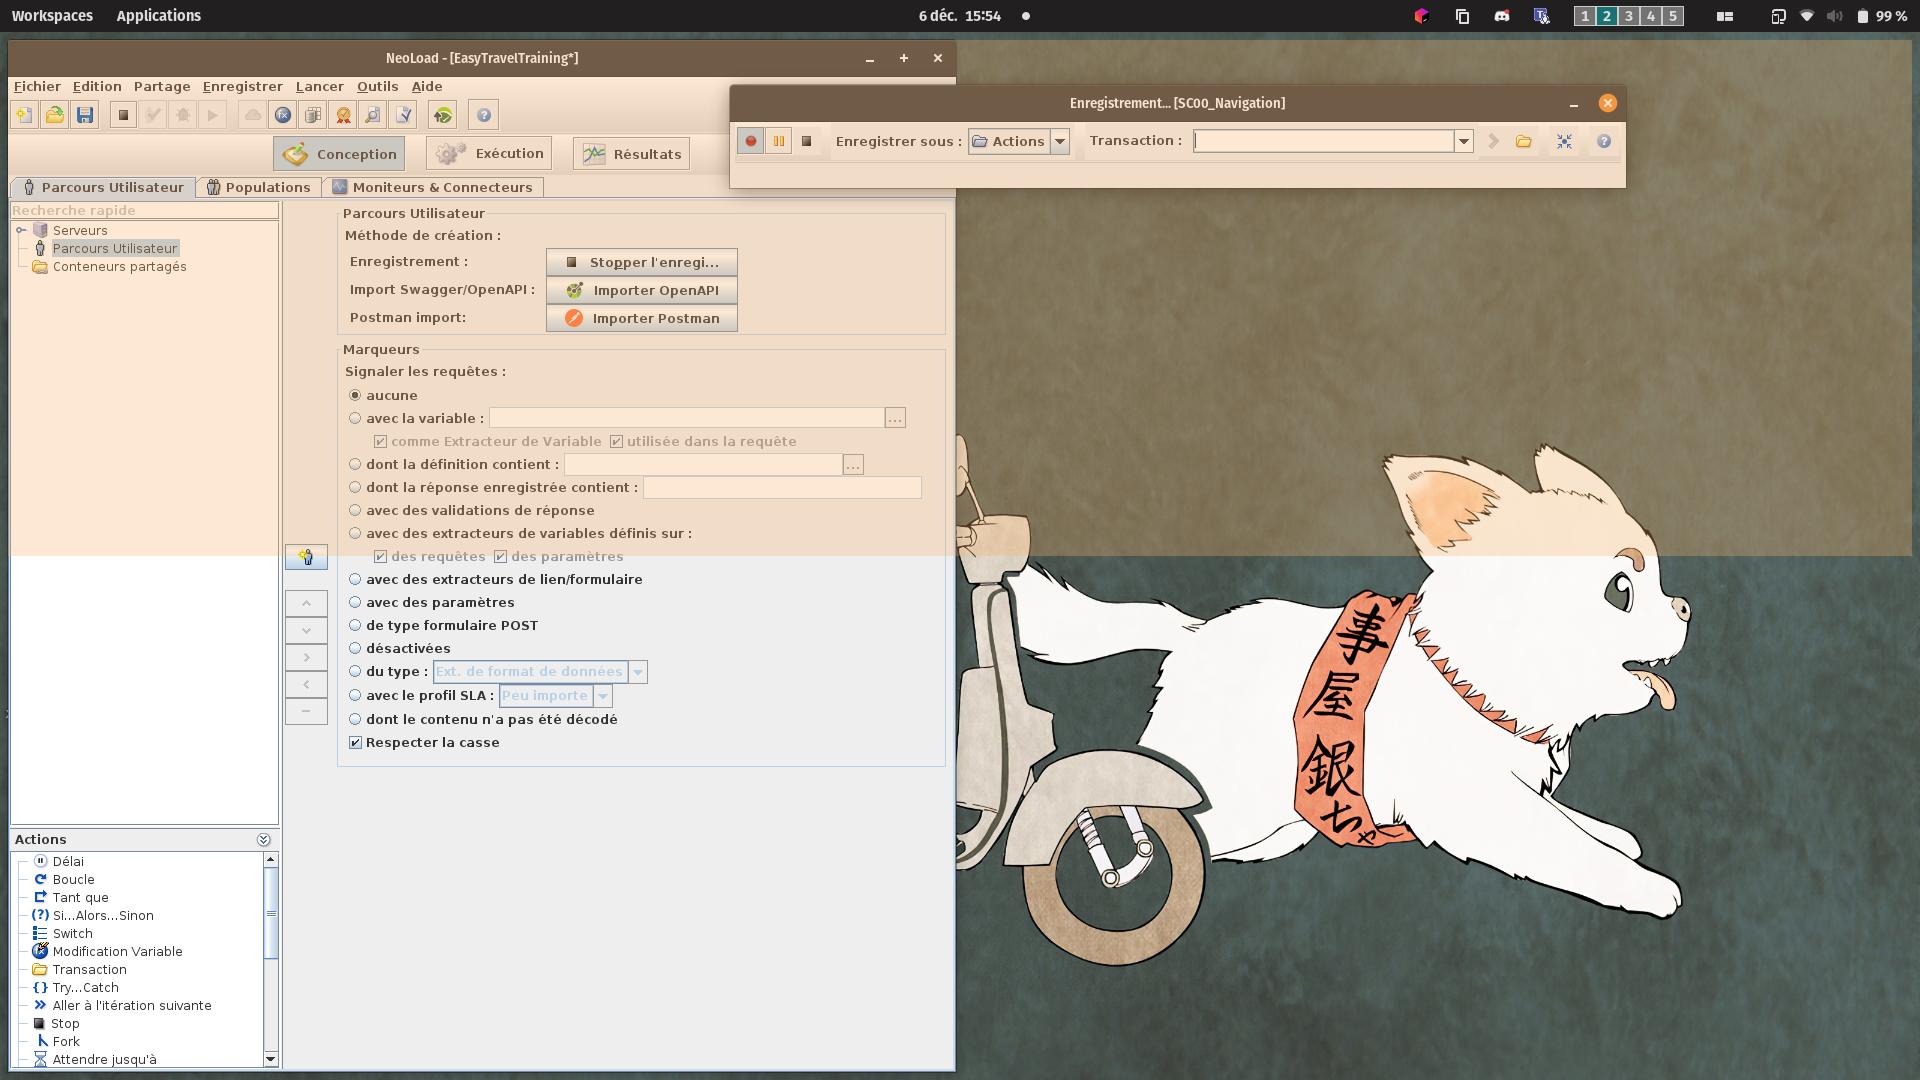 Workspaces Applications
6 déc. 15:54
1 2 3 4 5
99 %
NeoLoad - [EasyTravelTraining*]
Fichier Edition Partage Enregistrer Lancer Outils Aide
Conception Exécution Résultats
Parcours Utilisateur Populations Moniteurs & Connecteurs
Recherche rapide
Serveurs
Parcours Utilisateur
Conteneurs partagés
Enregistrement... [SC00_Navigation]
Enregistrer sous : Actions Transaction :
Parcours Utilisateur
Méthode de création :
Enregistrement : Stopper l'enregi...
Import Swagger/OpenAPI : Importer OpenAPI
Postman import: Importer Postman
Marqueurs
Signaler les requêtes :
aucune
avec la variable : ...
comme Extracteur de Variable utilisée dans la requête
dont la définition contient : ...
dont la réponse enregistrée contient :
avec des validations de réponse
avec des extracteurs de variables définis sur :
des requêtes des paramètres
avec des extracteurs de lien/formulaire
avec des paramètres
de type formulaire POST
désactivées
du type : Ext. de format de données
avec le profil SLA : Peu importe
dont le contenu n'a pas été décodé
Respecter la casse
Actions
Délai
Boucle
Tant que
Si...Alors...Sinon
Switch
Modification Variable
Transaction
Try...Catch
Aller à l'itération suivante
Stop
Fork
Attendre jusqu'à
事屋銀ちゃ